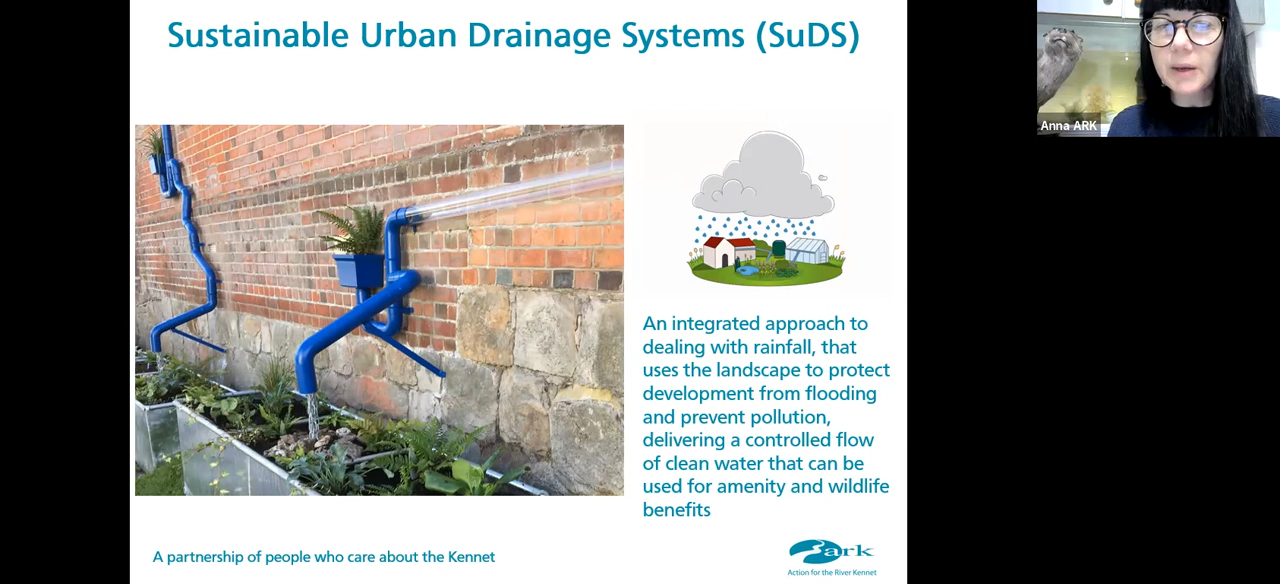 Sustainable Urban Drainage Systems (SuDS)
Anna ARK
An integrated approach to
dealing with rainfall, that
uses the landscape to protect
development from flooding
and prevent pollution,
delivering a controlled flow
of clean water that can be
used for amenity and wildlife
benefits
A partnership of people who care about the Kennet
ark
Action for the River Kennet